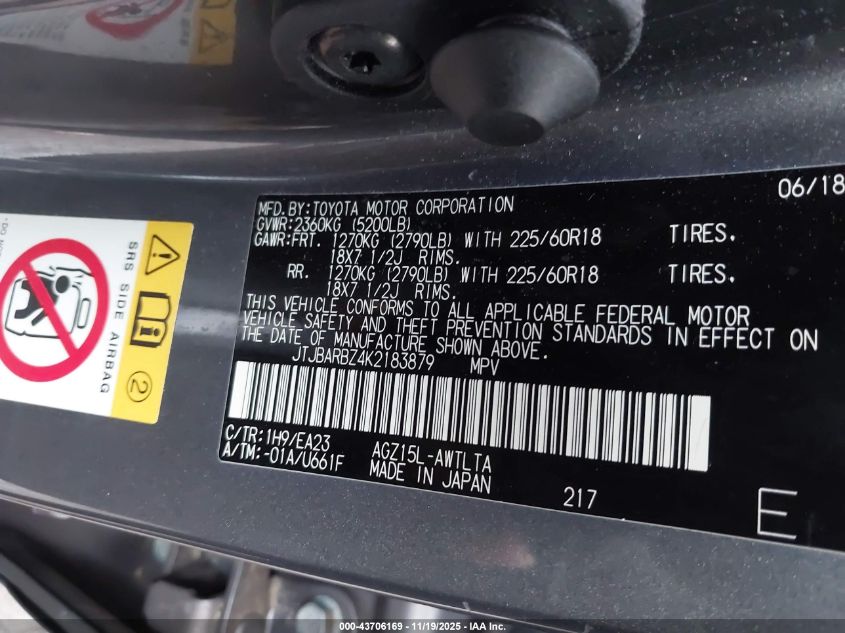 06/18
MFD. BY: TOYOTA MOTOR CORPORATION
GVWR: 2360KG (5200LB)
GAWR: FRT. 1270KG (2790LB) WITH 225/60R18 TIRES.
18X7 1/2J RIMS.
RR. 1270KG (2790LB) WITH 225/60R18 TIRES.
18X7 1/2J RIMS.
THIS VEHICLE CONFORMS TO ALL APPLICABLE FEDERAL MOTOR
VEHICLE SAFETY AND THEFT PREVENTION STANDARDS IN EFFECT ON
THE DATE OF MANUFACTURE SHOWN ABOVE.
JTJBARBZ4K2183879 MPV
C/TR: 1H9/EA23 AGZ15L-AWTLTA
A/TM: -01A/U661F MADE IN JAPAN
217
E
SRS SIDE AIRBAG
2
000-43706169 - 11/19/2025 - IAA Inc.